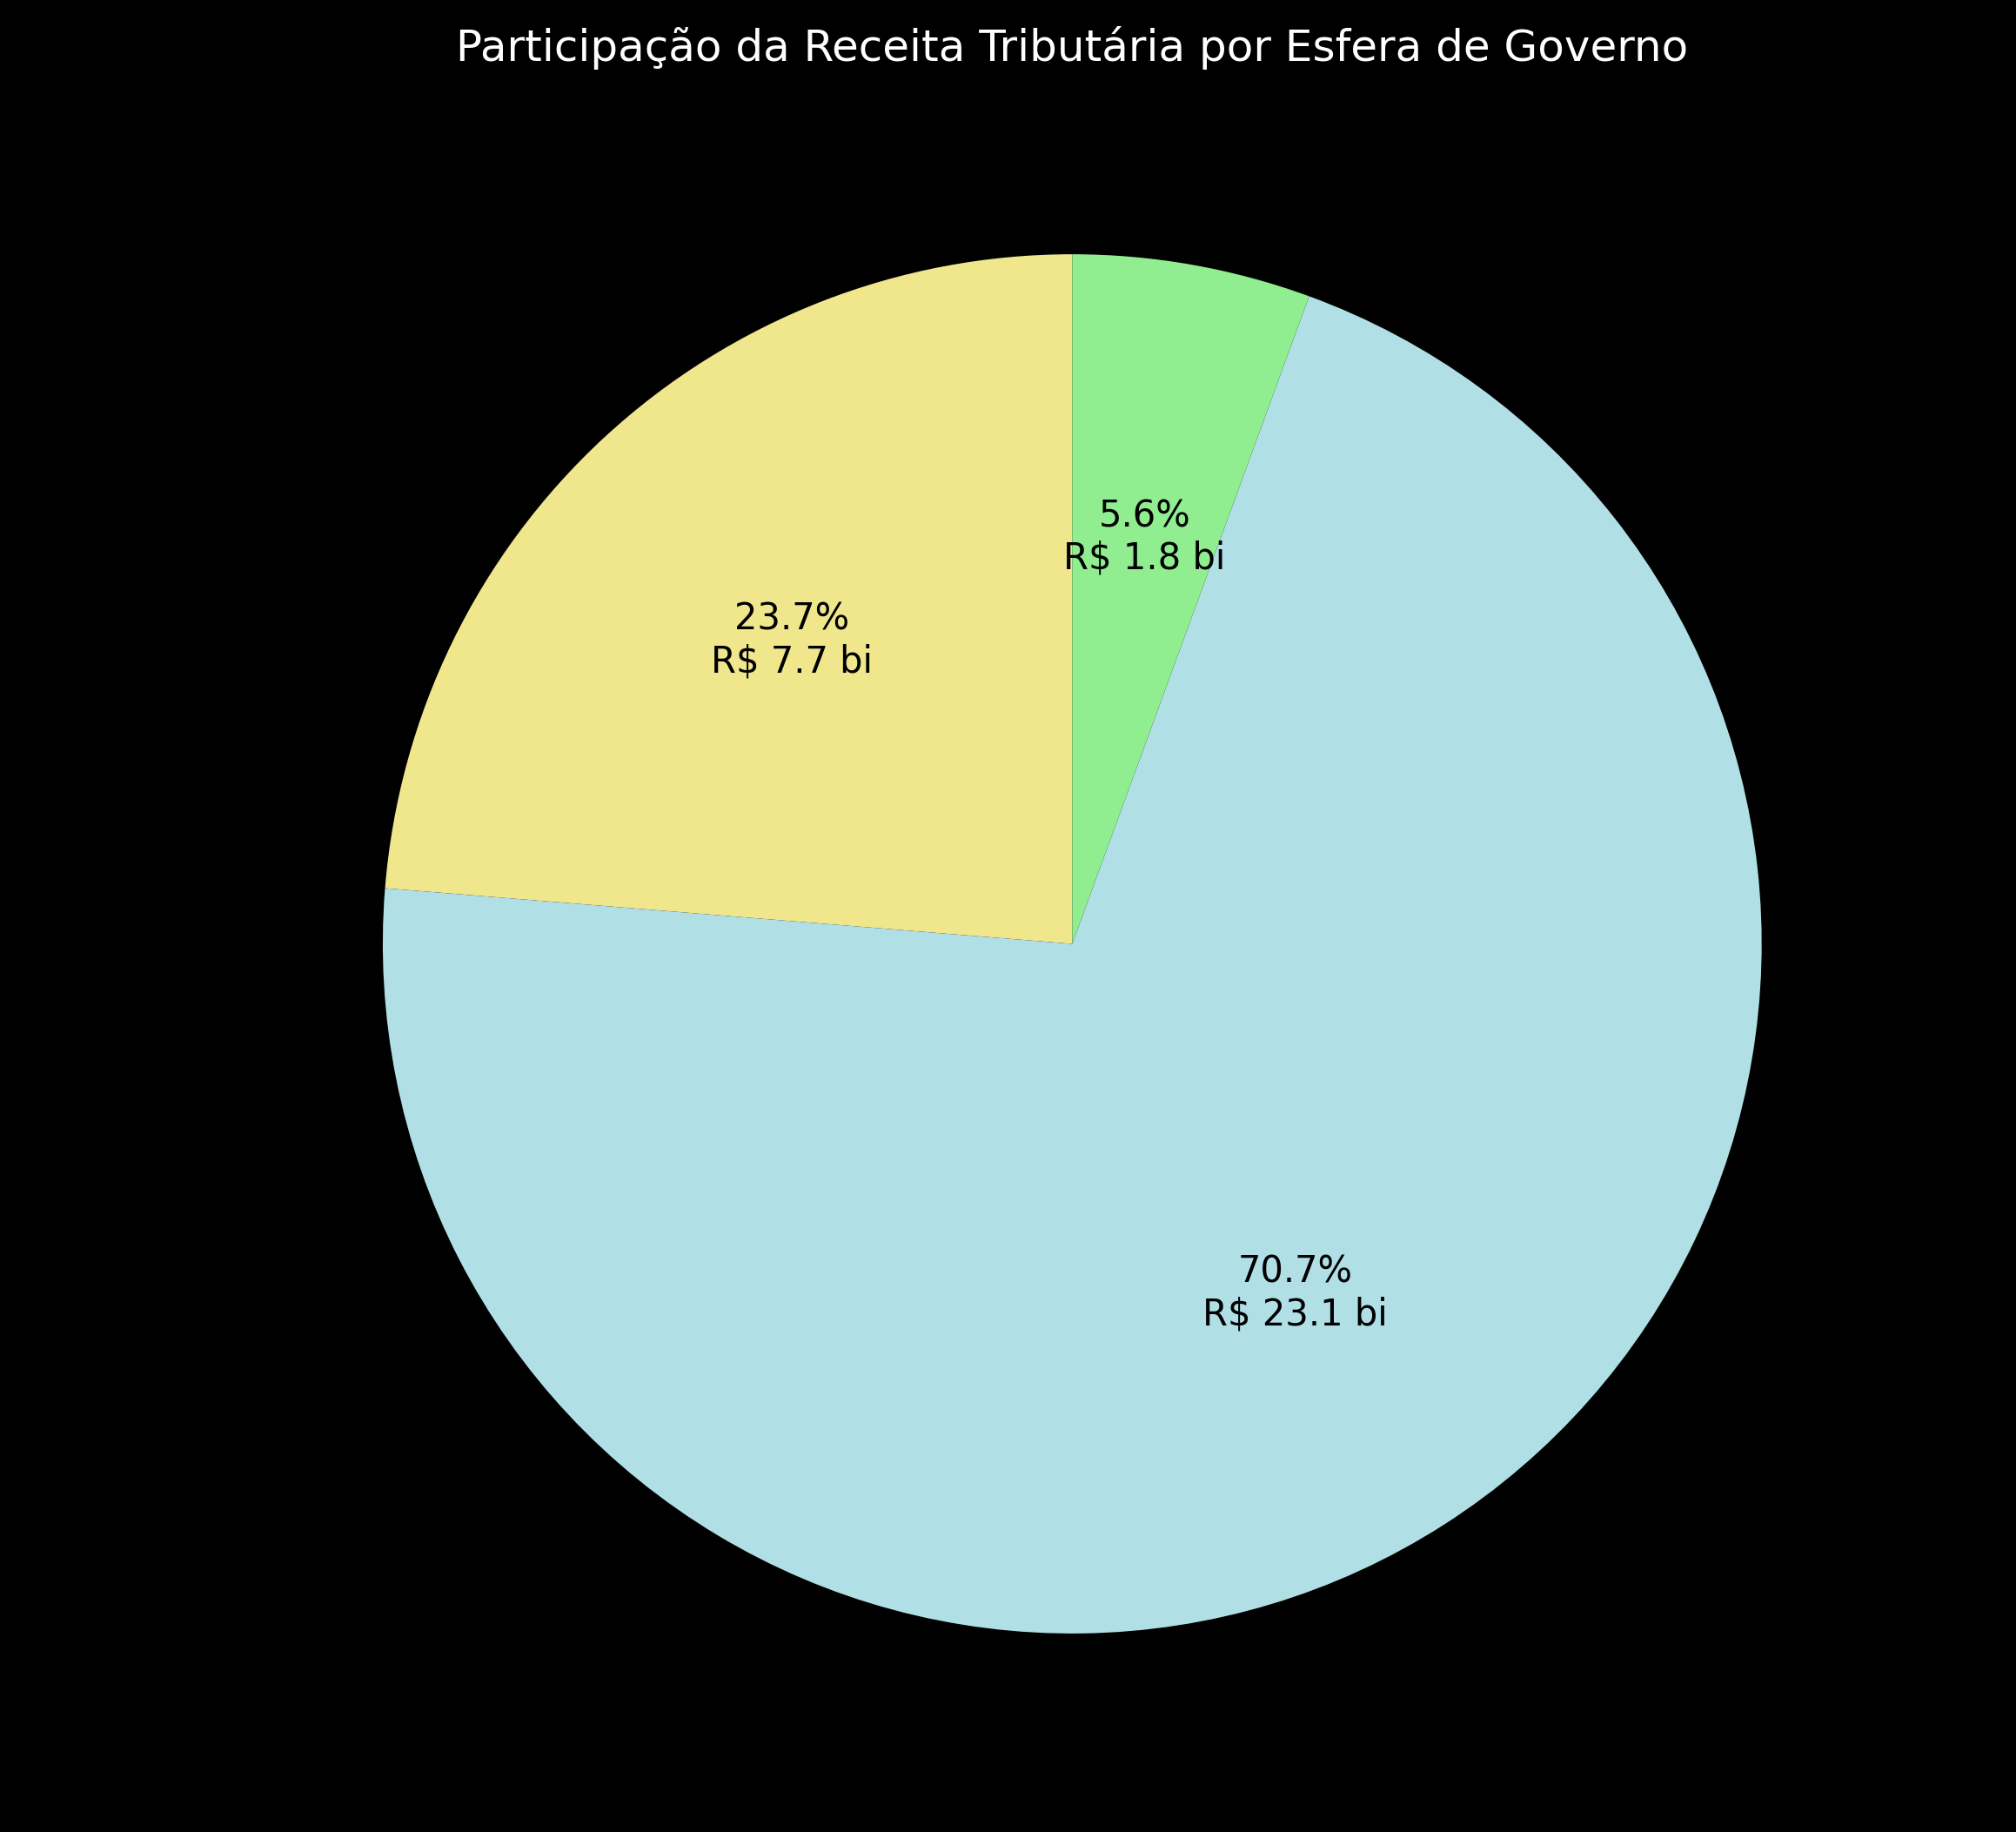 Participação da Receita Tributária por Esfera de Governo
5.6%
R$ 1.8 bi
23.7%
R$ 7.7 bi
70.7%
R$ 23.1 bi